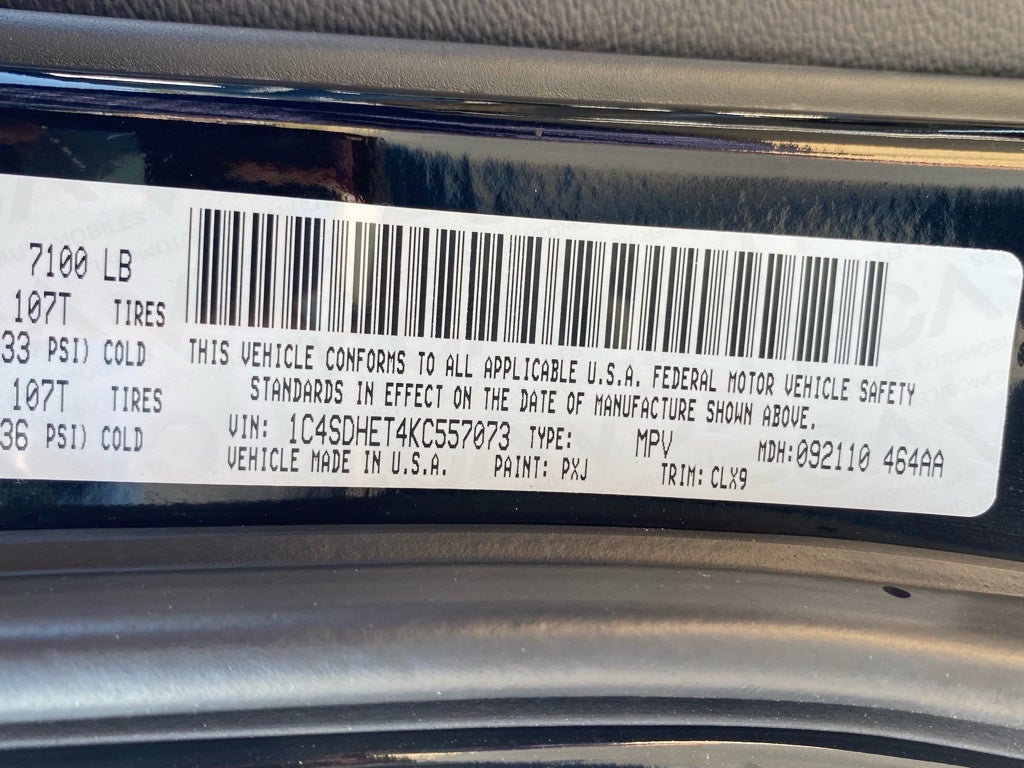 7100 LB
107T TIRES
33 PSI) COLD
107T TIRES
36 PSI) COLD
THIS VEHICLE CONFORMS TO ALL APPLICABLE U.S.A. FEDERAL MOTOR VEHICLE SAFETY
STANDARDS IN EFFECT ON THE DATE OF MANUFACTURE SHOWN ABOVE.
VIN: 1C4SDHET4KC557073 TYPE: MPV MDH:092110 464AA
VEHICLE MADE IN U.S.A. PAINT: PXJ TRIM: CLX9